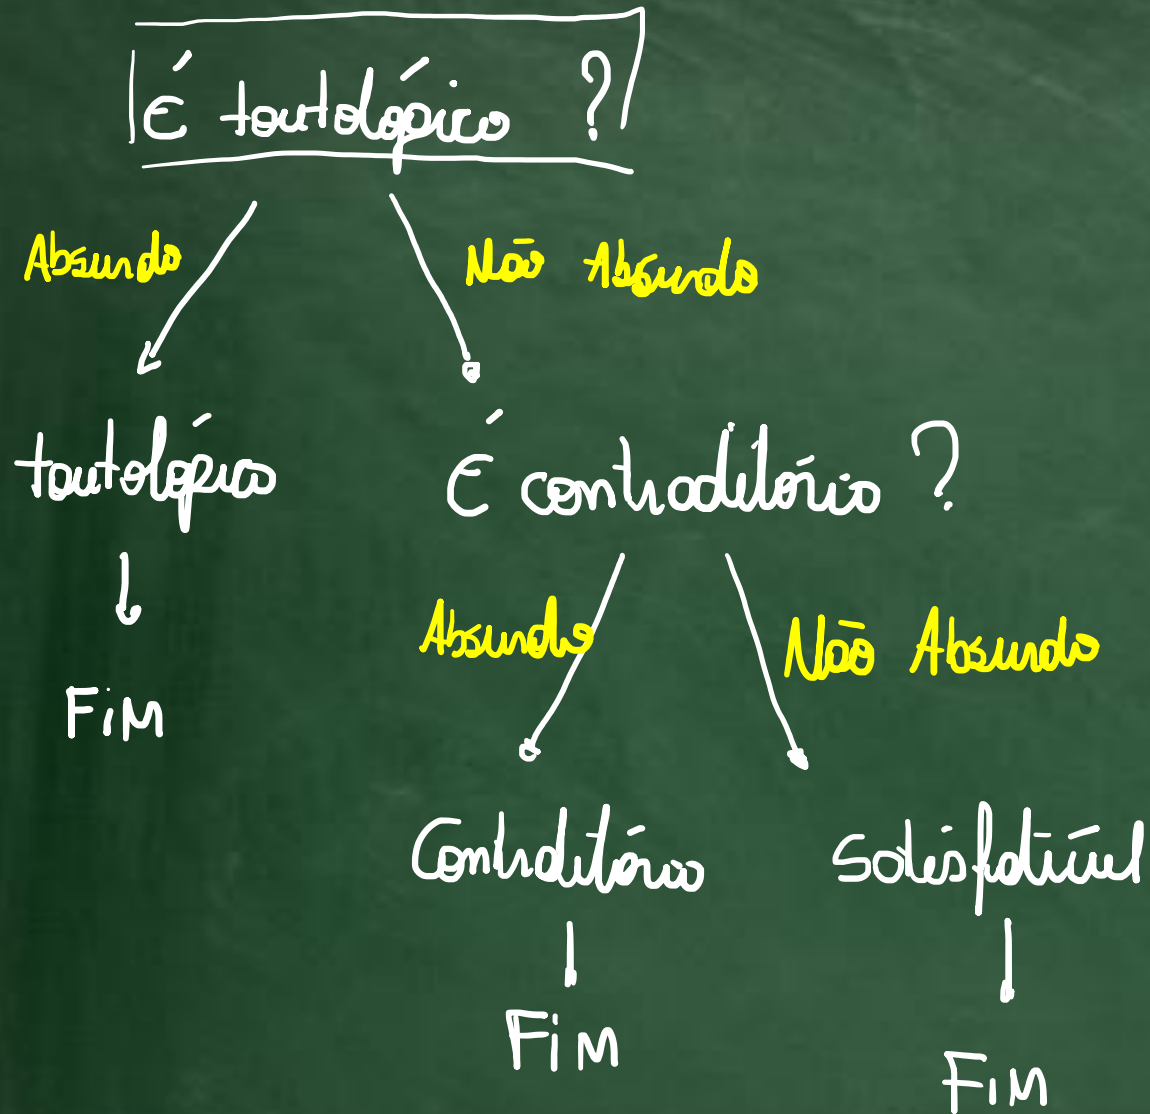 É tautológico ?
Absurdo
Não Absurdo
tautológico
É contraditório ?
Absurdo
Não Absurdo
Fim
Contraditório
Satisfatível
Fim
Fim